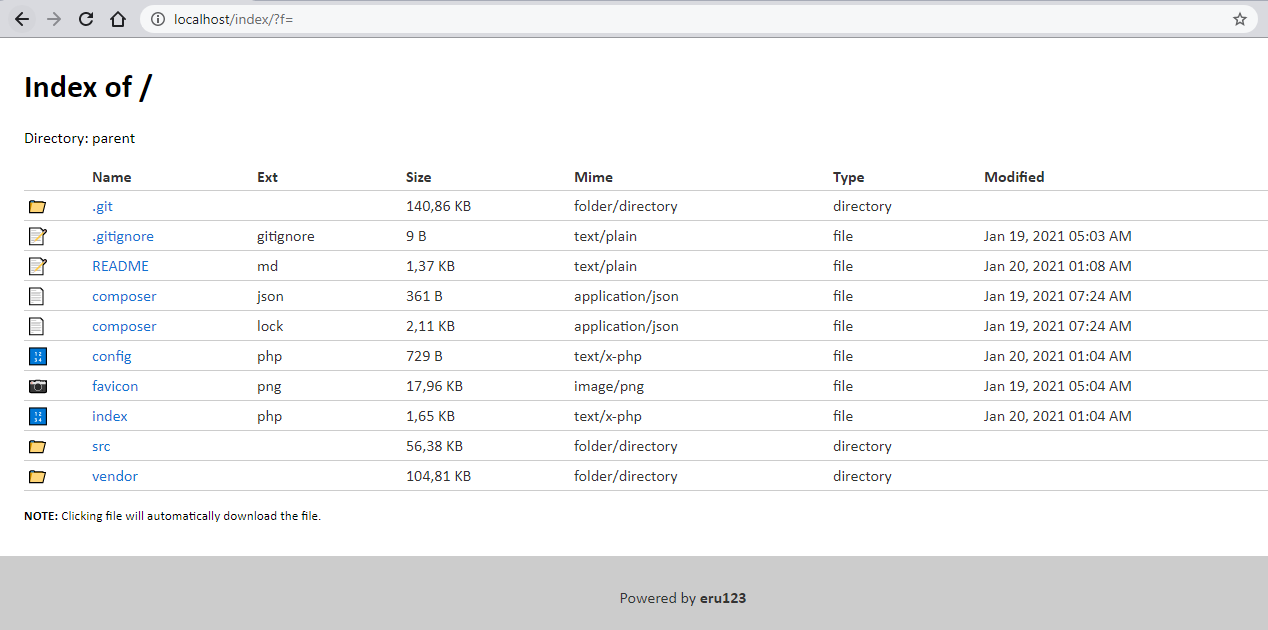 localhost/index/?f=
Index of /
Directory: parent
Name Ext Size Mime Type Modified
.git 140,86 KB folder/directory directory
.gitignore gitignore 9 B text/plain file Jan 19, 2021 05:03 AM
README md 1,37 KB text/plain file Jan 20, 2021 01:08 AM
composer json 361 B application/json file Jan 19, 2021 07:24 AM
composer lock 2,11 KB application/json file Jan 19, 2021 07:24 AM
config php 729 B text/x-php file Jan 20, 2021 01:04 AM
favicon png 17,96 KB image/png file Jan 19, 2021 05:04 AM
index php 1,65 KB text/x-php file Jan 20, 2021 01:04 AM
src 56,38 KB folder/directory directory
vendor 104,81 KB folder/directory directory
NOTE: Clicking file will automatically download the file.
Powered by eru123